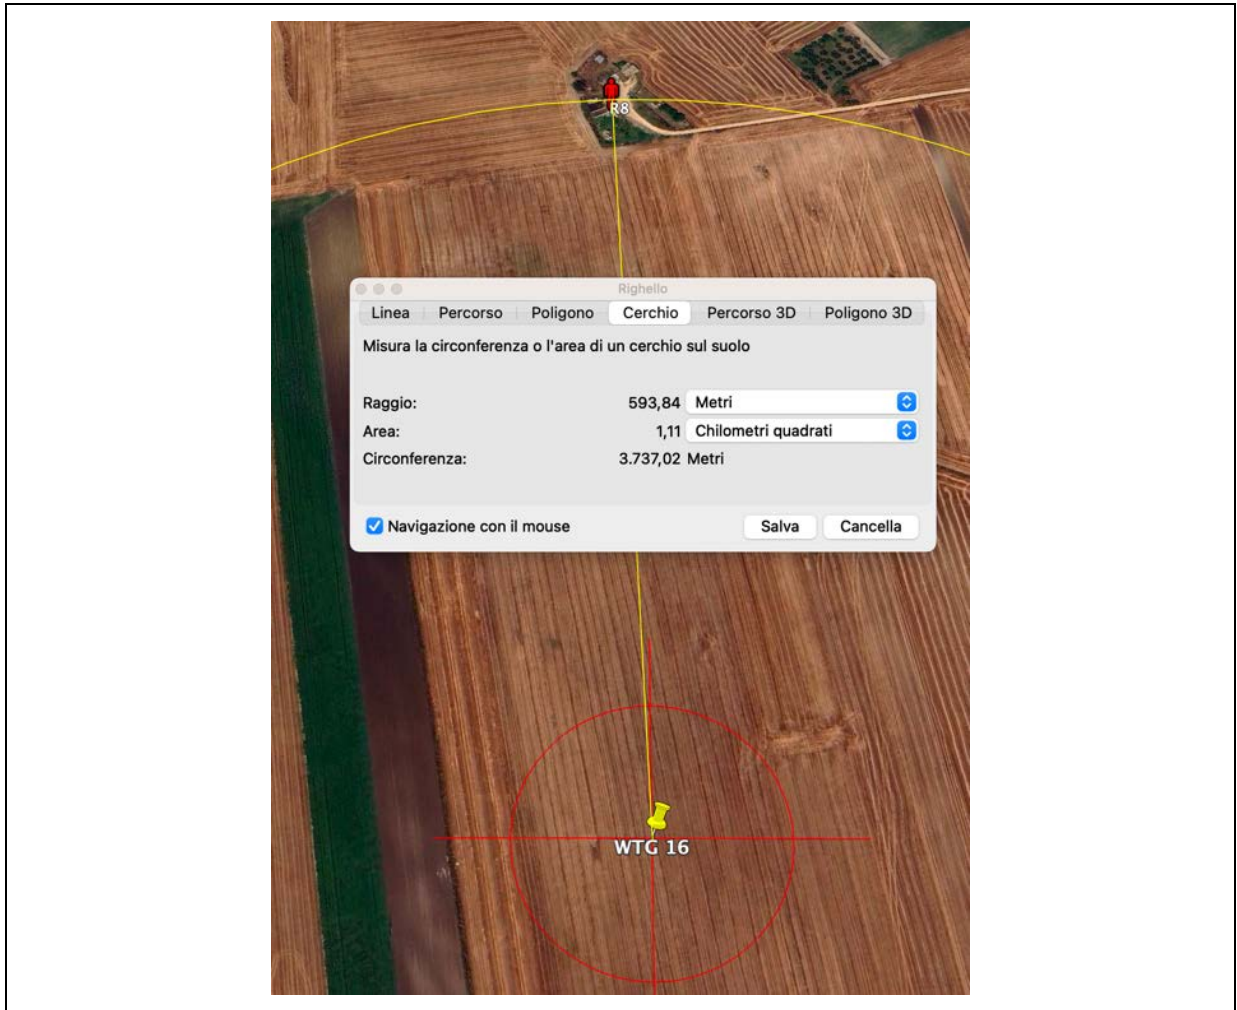 R8
Righello
Linea Percorso Poligono Cerchio Percorso 3D Poligono 3D
Misura la circonferenza o l'area di un cerchio sul suolo
Raggio: 593,84 Metri
Area: 1,11 Chilometri quadrati
Circonferenza: 3.737,02 Metri
Navigazione con il mouse Salva Cancella
WTG 16